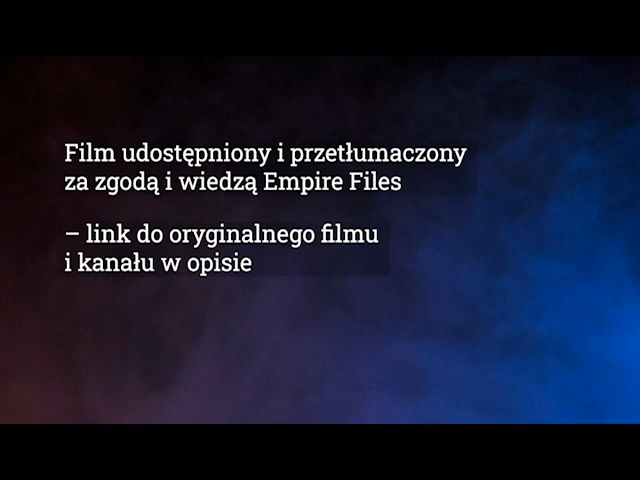 Film udostępniony i przetłumaczony
za zgodą i wiedzą Empire Files
– link do oryginalnego filmu
i kanału w opisie